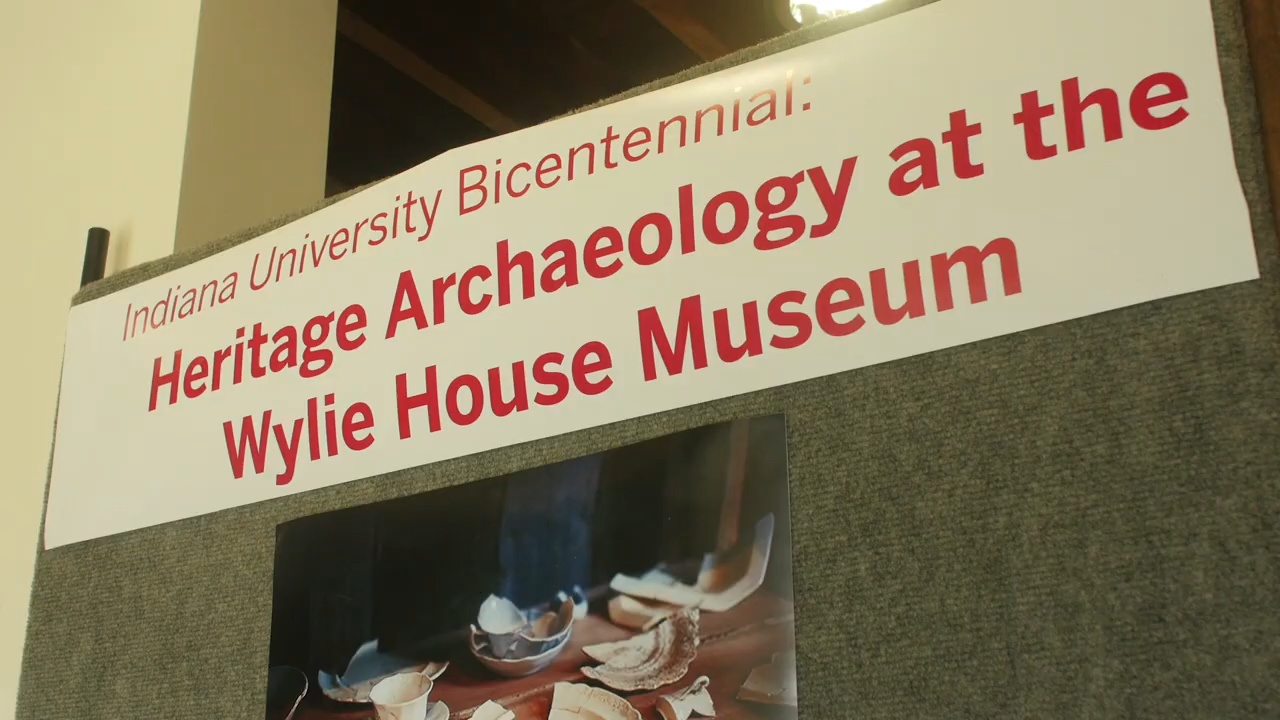 Indiana University Bicentennial:
Heritage Archaeology at the
Wylie House Museum